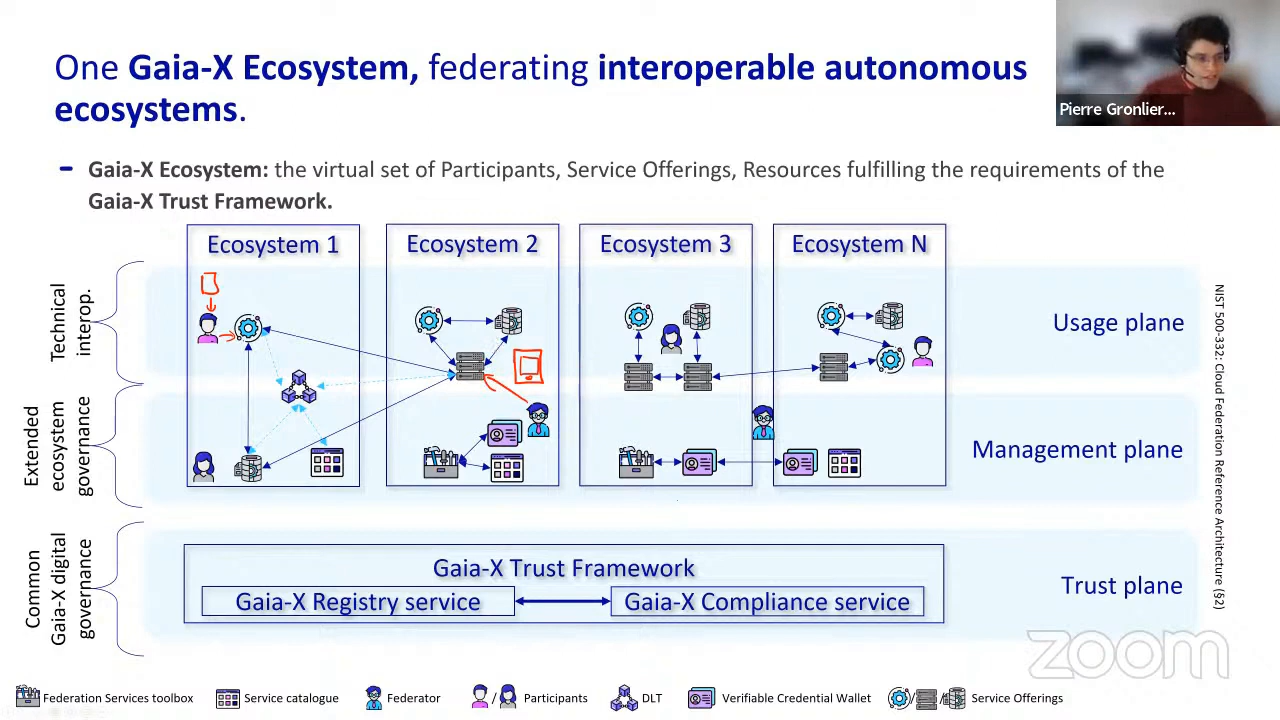 One Gaia-X Ecosystem, federating interoperable autonomous
ecosystems.
Pierre Gronlier...
– Gaia-X Ecosystem: the virtual set of Participants, Service Offerings, Resources fulfilling the requirements of the
Gaia-X Trust Framework.
Ecosystem 1
Ecosystem 2
Ecosystem 3
Ecosystem N
Technical
interop.
Usage plane
Extended
ecosystem
governance
Management plane
Common
Gaia-X digital
governance
Gaia-X Trust Framework
Gaia-X Registry service
Gaia-X Compliance service
Trust plane
NIST 500-332: Cloud Federation Reference Architecture (§2)
zoom
Federation Services toolbox
Service catalogue
Federator
/
Participants
DLT
Verifiable Credential Wallet
/ /
Service Offerings